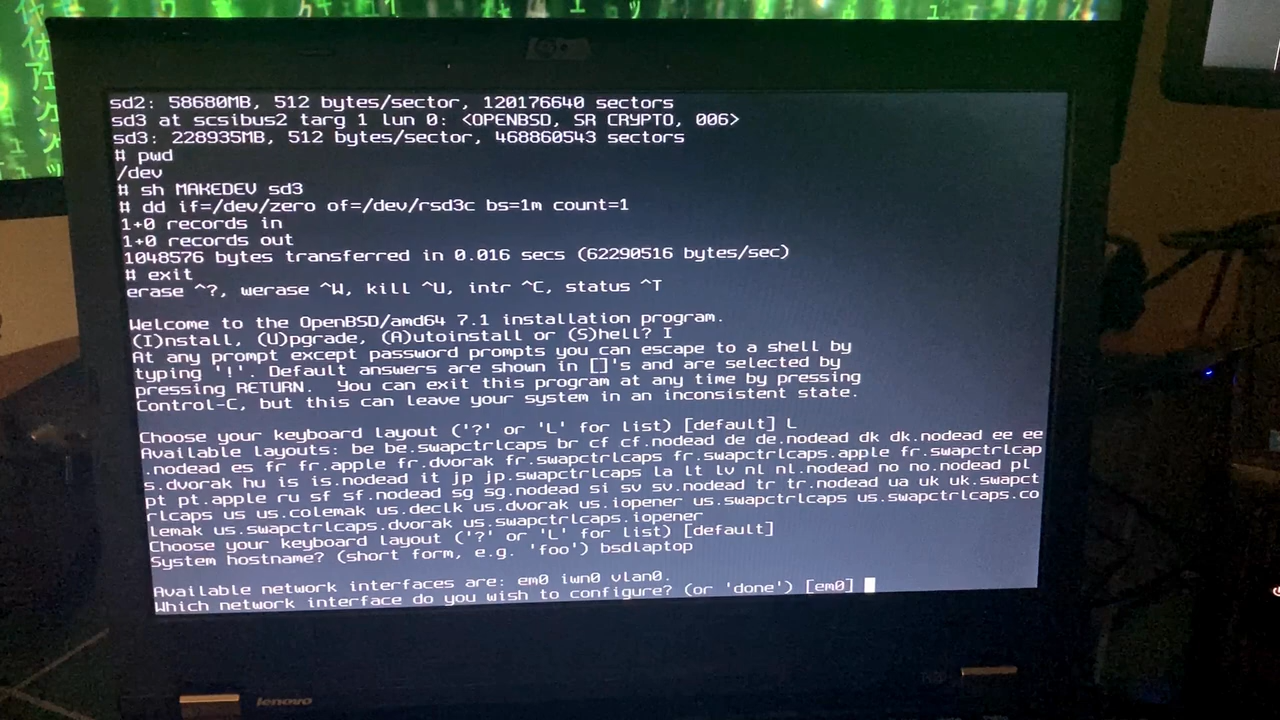 sd2: 58680MB, 512 bytes/sector, 120176640 sectors
sd3 at scsibus2 targ 1 lun 0: <OPENBSD, SR CRYPTO, 006>
sd3: 228935MB, 512 bytes/sector, 468860543 sectors
# pwd
/dev
# sh MAKEDEV sd3
# dd if=/dev/zero of=/dev/rsd3c bs=1m count=1
1+0 records in
1+0 records out
1048576 bytes transferred in 0.016 secs (62290516 bytes/sec)
# exit
erase ^?, werase ^W, kill ^U, intr ^C, status ^T
Welcome to the OpenBSD/amd64 7.1 installation program.
(I)nstall, (U)pgrade, (A)utoinstall or (S)hell? I
At any prompt except password prompts you can escape to a shell by
typing '!'. Default answers are shown in []'s and are selected by
pressing RETURN.  You can exit this program at any time by pressing
Control-C, but this can leave your system in an inconsistent state.
Choose your keyboard layout ('?' or 'L' for list) [default] L
Available layouts: be be.swapctrlcaps br cf cf.nodead de de.nodead dk dk.nodead ee ee
.nodead es fr fr.apple fr.dvorak fr.swapctrlcaps fr.swapctrlcaps.apple fr.swapctrlcap
s.dvorak hu is is.nodead it jp jp.swapctrlcaps la lt lv nl nl.nodead no no.nodead pl
pt pt.apple ru sf sf.nodead sg sg.nodead si sv sv.nodead tr tr.nodead ua uk uk.swapct
rlcaps us us.colemak us.declk us.dvorak us.iopener us.swapctrlcaps us.swapctrlcaps.co
lemak us.swapctrlcaps.dvorak us.swapctrlcaps.iopener
Choose your keyboard layout ('?' or 'L' for list) [default]
System hostname? (short form, e.g. 'foo') bsdlaptop
Available network interfaces are: em0 iwn0 vlan0.
Which network interface do you wish to configure? (or 'done') [em0]
lenovo